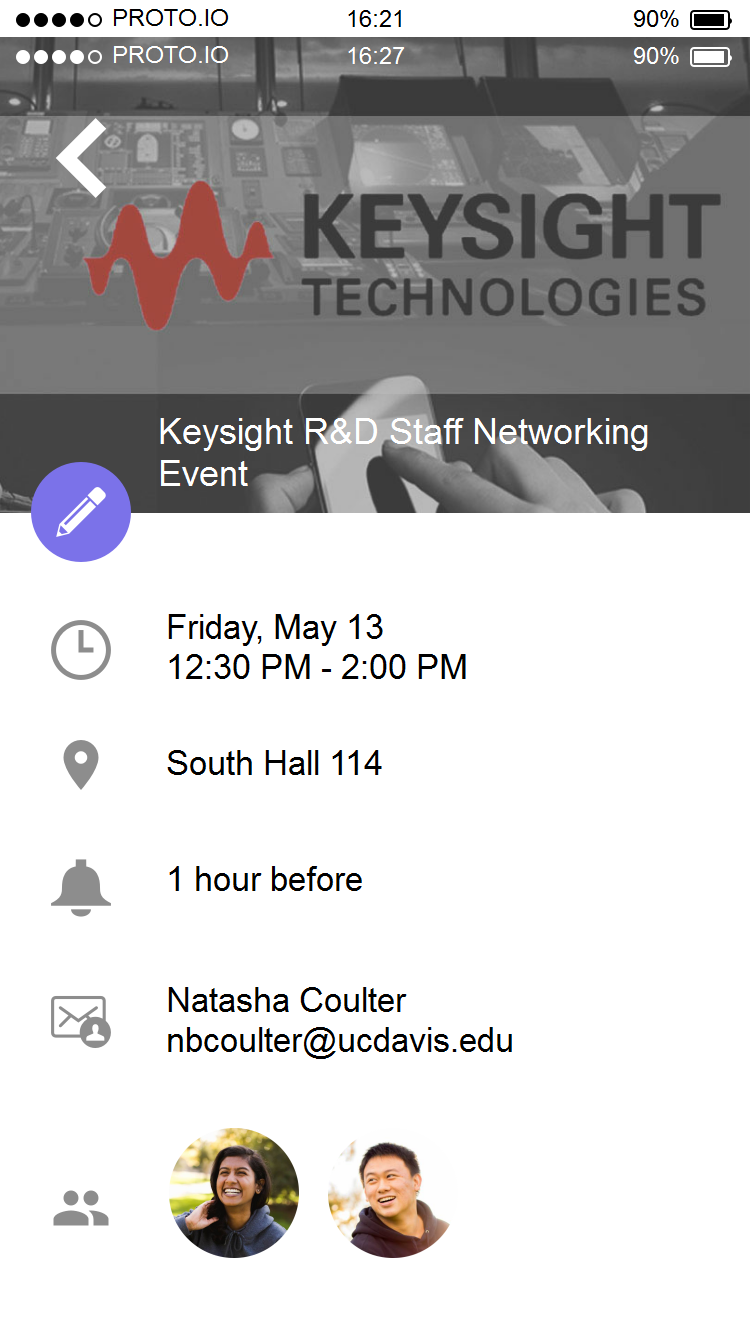 PROTO.IO 16:21 90%
PROTO.IO 16:27 90%
KEYSIGHT
TECHNOLOGIES
Keysight R&D Staff Networking
Event
Friday, May 13
12:30 PM - 2:00 PM
South Hall 114
1 hour before
Natasha Coulter
nbcoulter@ucdavis.edu